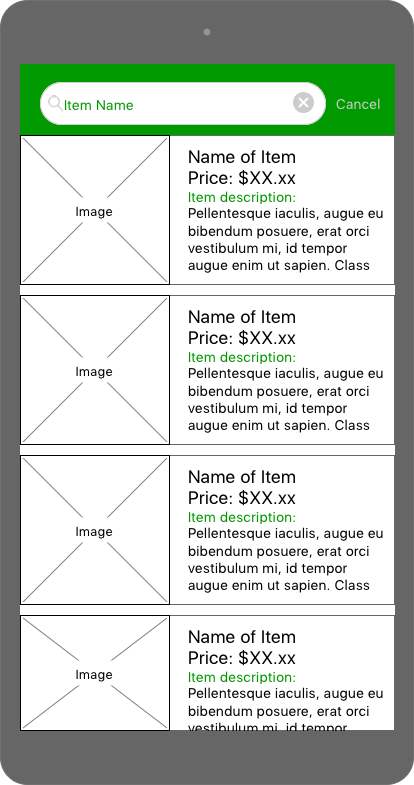 Item Name
Cancel
Image
Name of Item
Price: $XX.xx
Item description:
Pellentesque iaculis, augue eu
bibendum posuere, erat orci
vestibulum mi, id tempor
augue enim ut sapien. Class
Image
Name of Item
Price: $XX.xx
Item description:
Pellentesque iaculis, augue eu
bibendum posuere, erat orci
vestibulum mi, id tempor
augue enim ut sapien. Class
Image
Name of Item
Price: $XX.xx
Item description:
Pellentesque iaculis, augue eu
bibendum posuere, erat orci
vestibulum mi, id tempor
augue enim ut sapien. Class
Image
Name of Item
Price: $XX.xx
Item description:
Pellentesque iaculis, augue eu
bibendum posuere, erat orci
vestibulum mi, id tempor